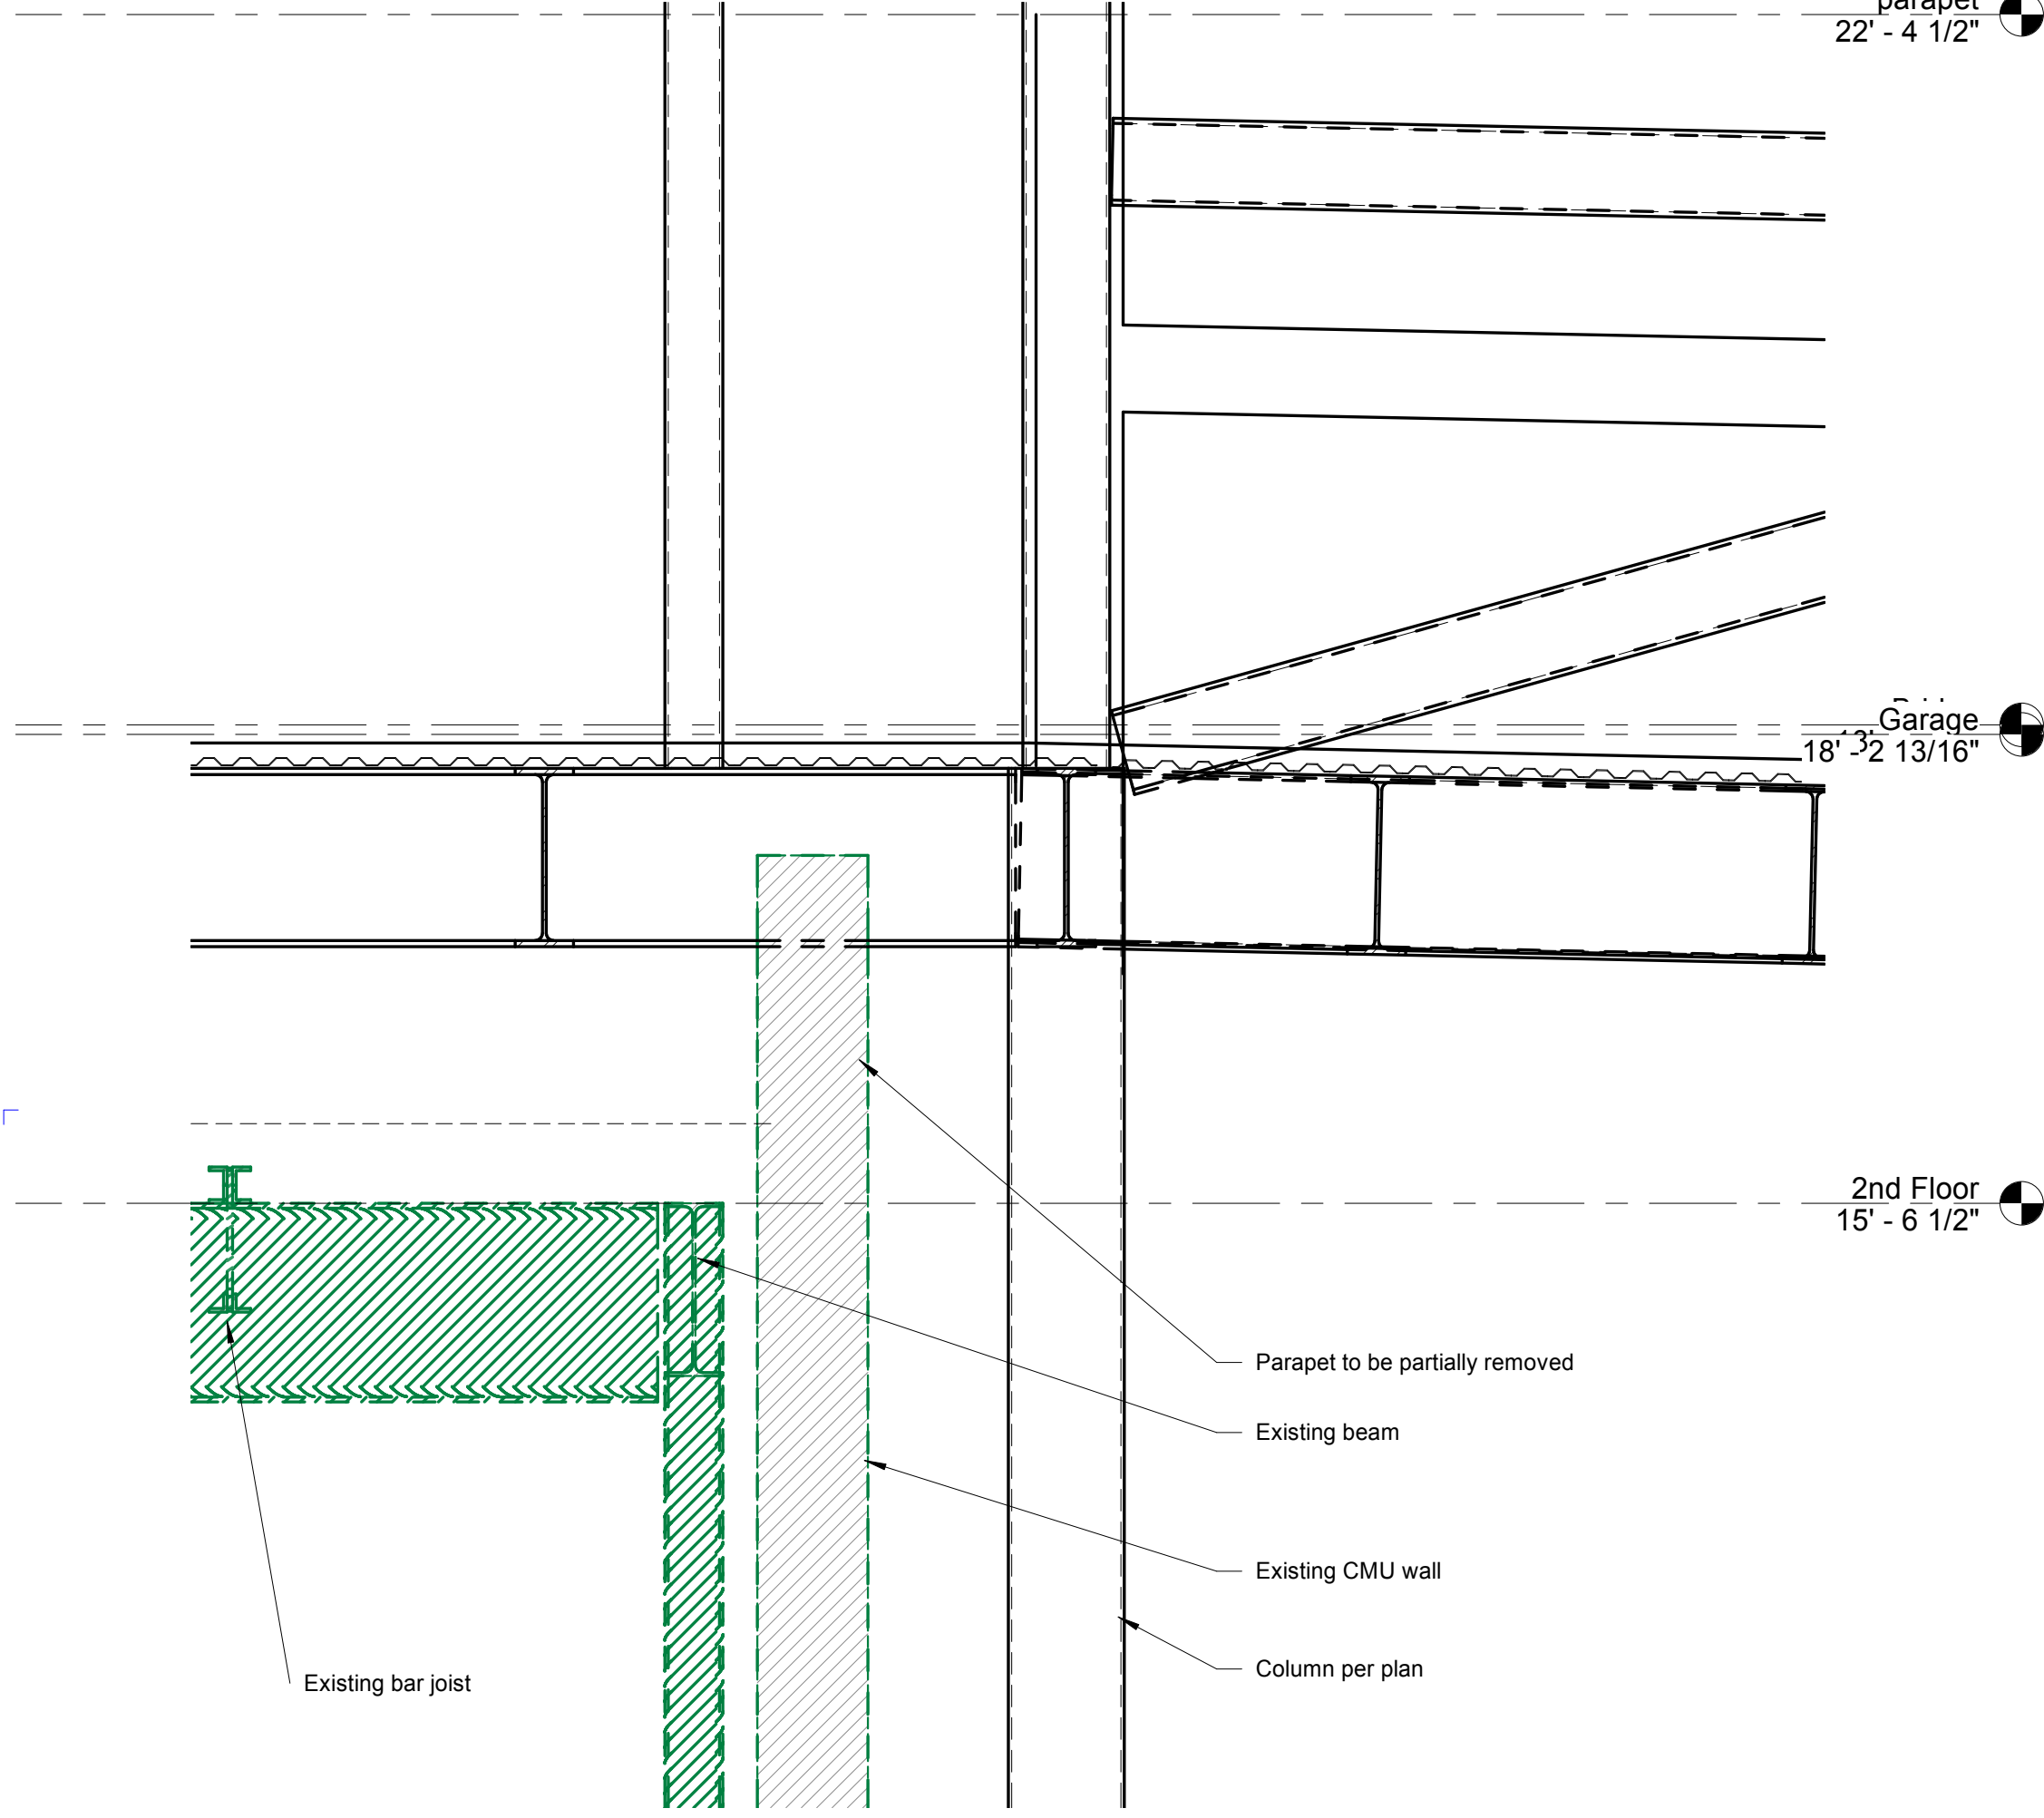 parapet
22' - 4 1/2"
Garage
18' - 2 13/16"
2nd Floor
15' - 6 1/2"
Parapet to be partially removed
Existing beam
Existing CMU wall
Column per plan
Existing bar joist